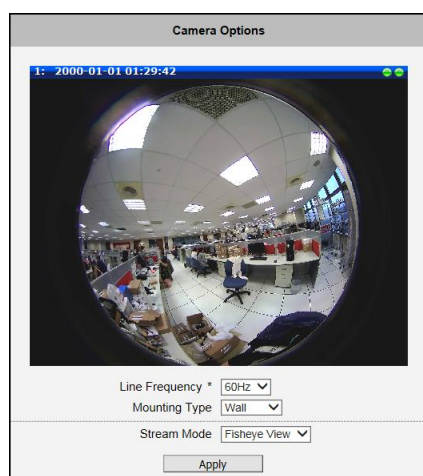 Camera Options
1: 2000-01-01 01:29:42
Line Frequency * 60Hz
Mounting Type Wall
Stream Mode Fisheye View
Apply